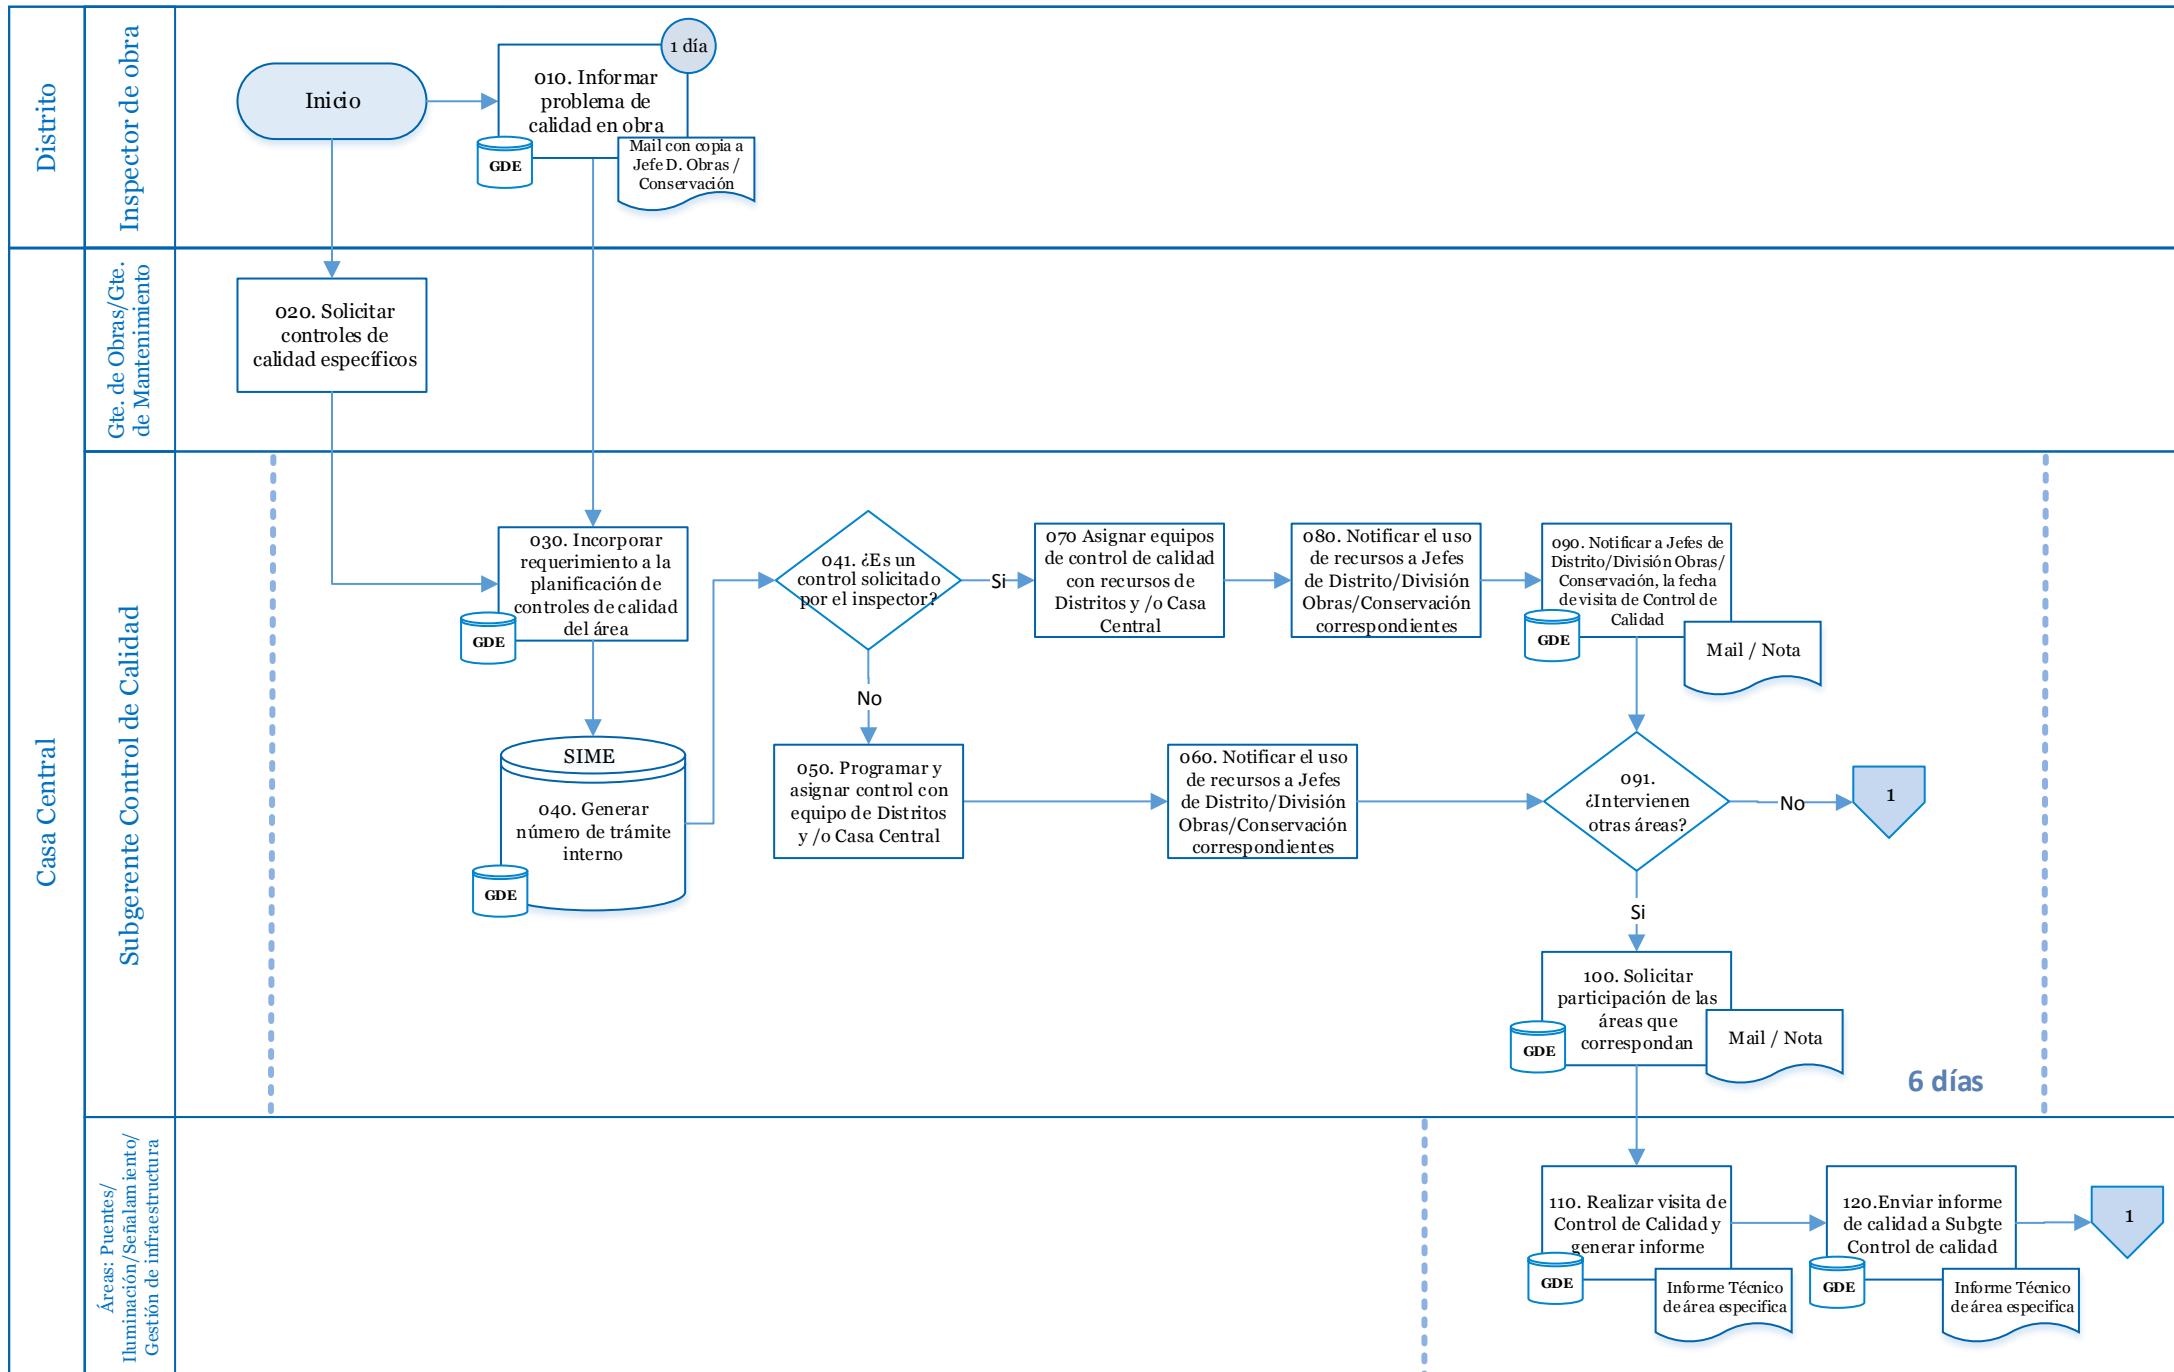 Distrito
Inspector de obra
Inicio
010. Informar
problema de
calidad en obra
1 día
GDE
Mail con copia a
Jefe D. Obras /
Conservación
Casa Central
Gte. de Obras/Gte.
de Mantenimiento
020. Solicitar
controles de
calidad específicos
Subgerente Control de Calidad
030. Incorporar
requerimiento a la
planificación de
controles de calidad
del área
GDE
SIME
040. Generar
número de trámite
interno
GDE
041. ¿Es un
control solicitado
por el inspector?
Si
No
070 Asignar equipos
de control de calidad
con recursos de
Distritos y /o Casa
Central
080. Notificar el uso
de recursos a Jefes
de Distrito/División
Obras/Conservación
correspondientes
090. Notificar a Jefes de
Distrito/División Obras/
Conservación, la fecha
de visita de Control de
Calidad
GDE
Mail / Nota
050. Programar y
asignar control con
equipo de Distritos
y /o Casa Central
060. Notificar el uso
de recursos a Jefes
de Distrito/División
Obras/Conservación
correspondientes
091.
¿Intervienen
otras áreas?
No
1
Si
100. Solicitar
participación de las
áreas que
correspondan
GDE
Mail / Nota
6 días
Áreas: Puentes/
Iluminación/Señalamiento/
Gestión de infraestructura
110. Realizar visita de
Control de Calidad y
generar informe
GDE
Informe Técnico
de área especifica
120.Enviar informe
de calidad a Subgte
Control de calidad
GDE
Informe Técnico
de área especifica
1